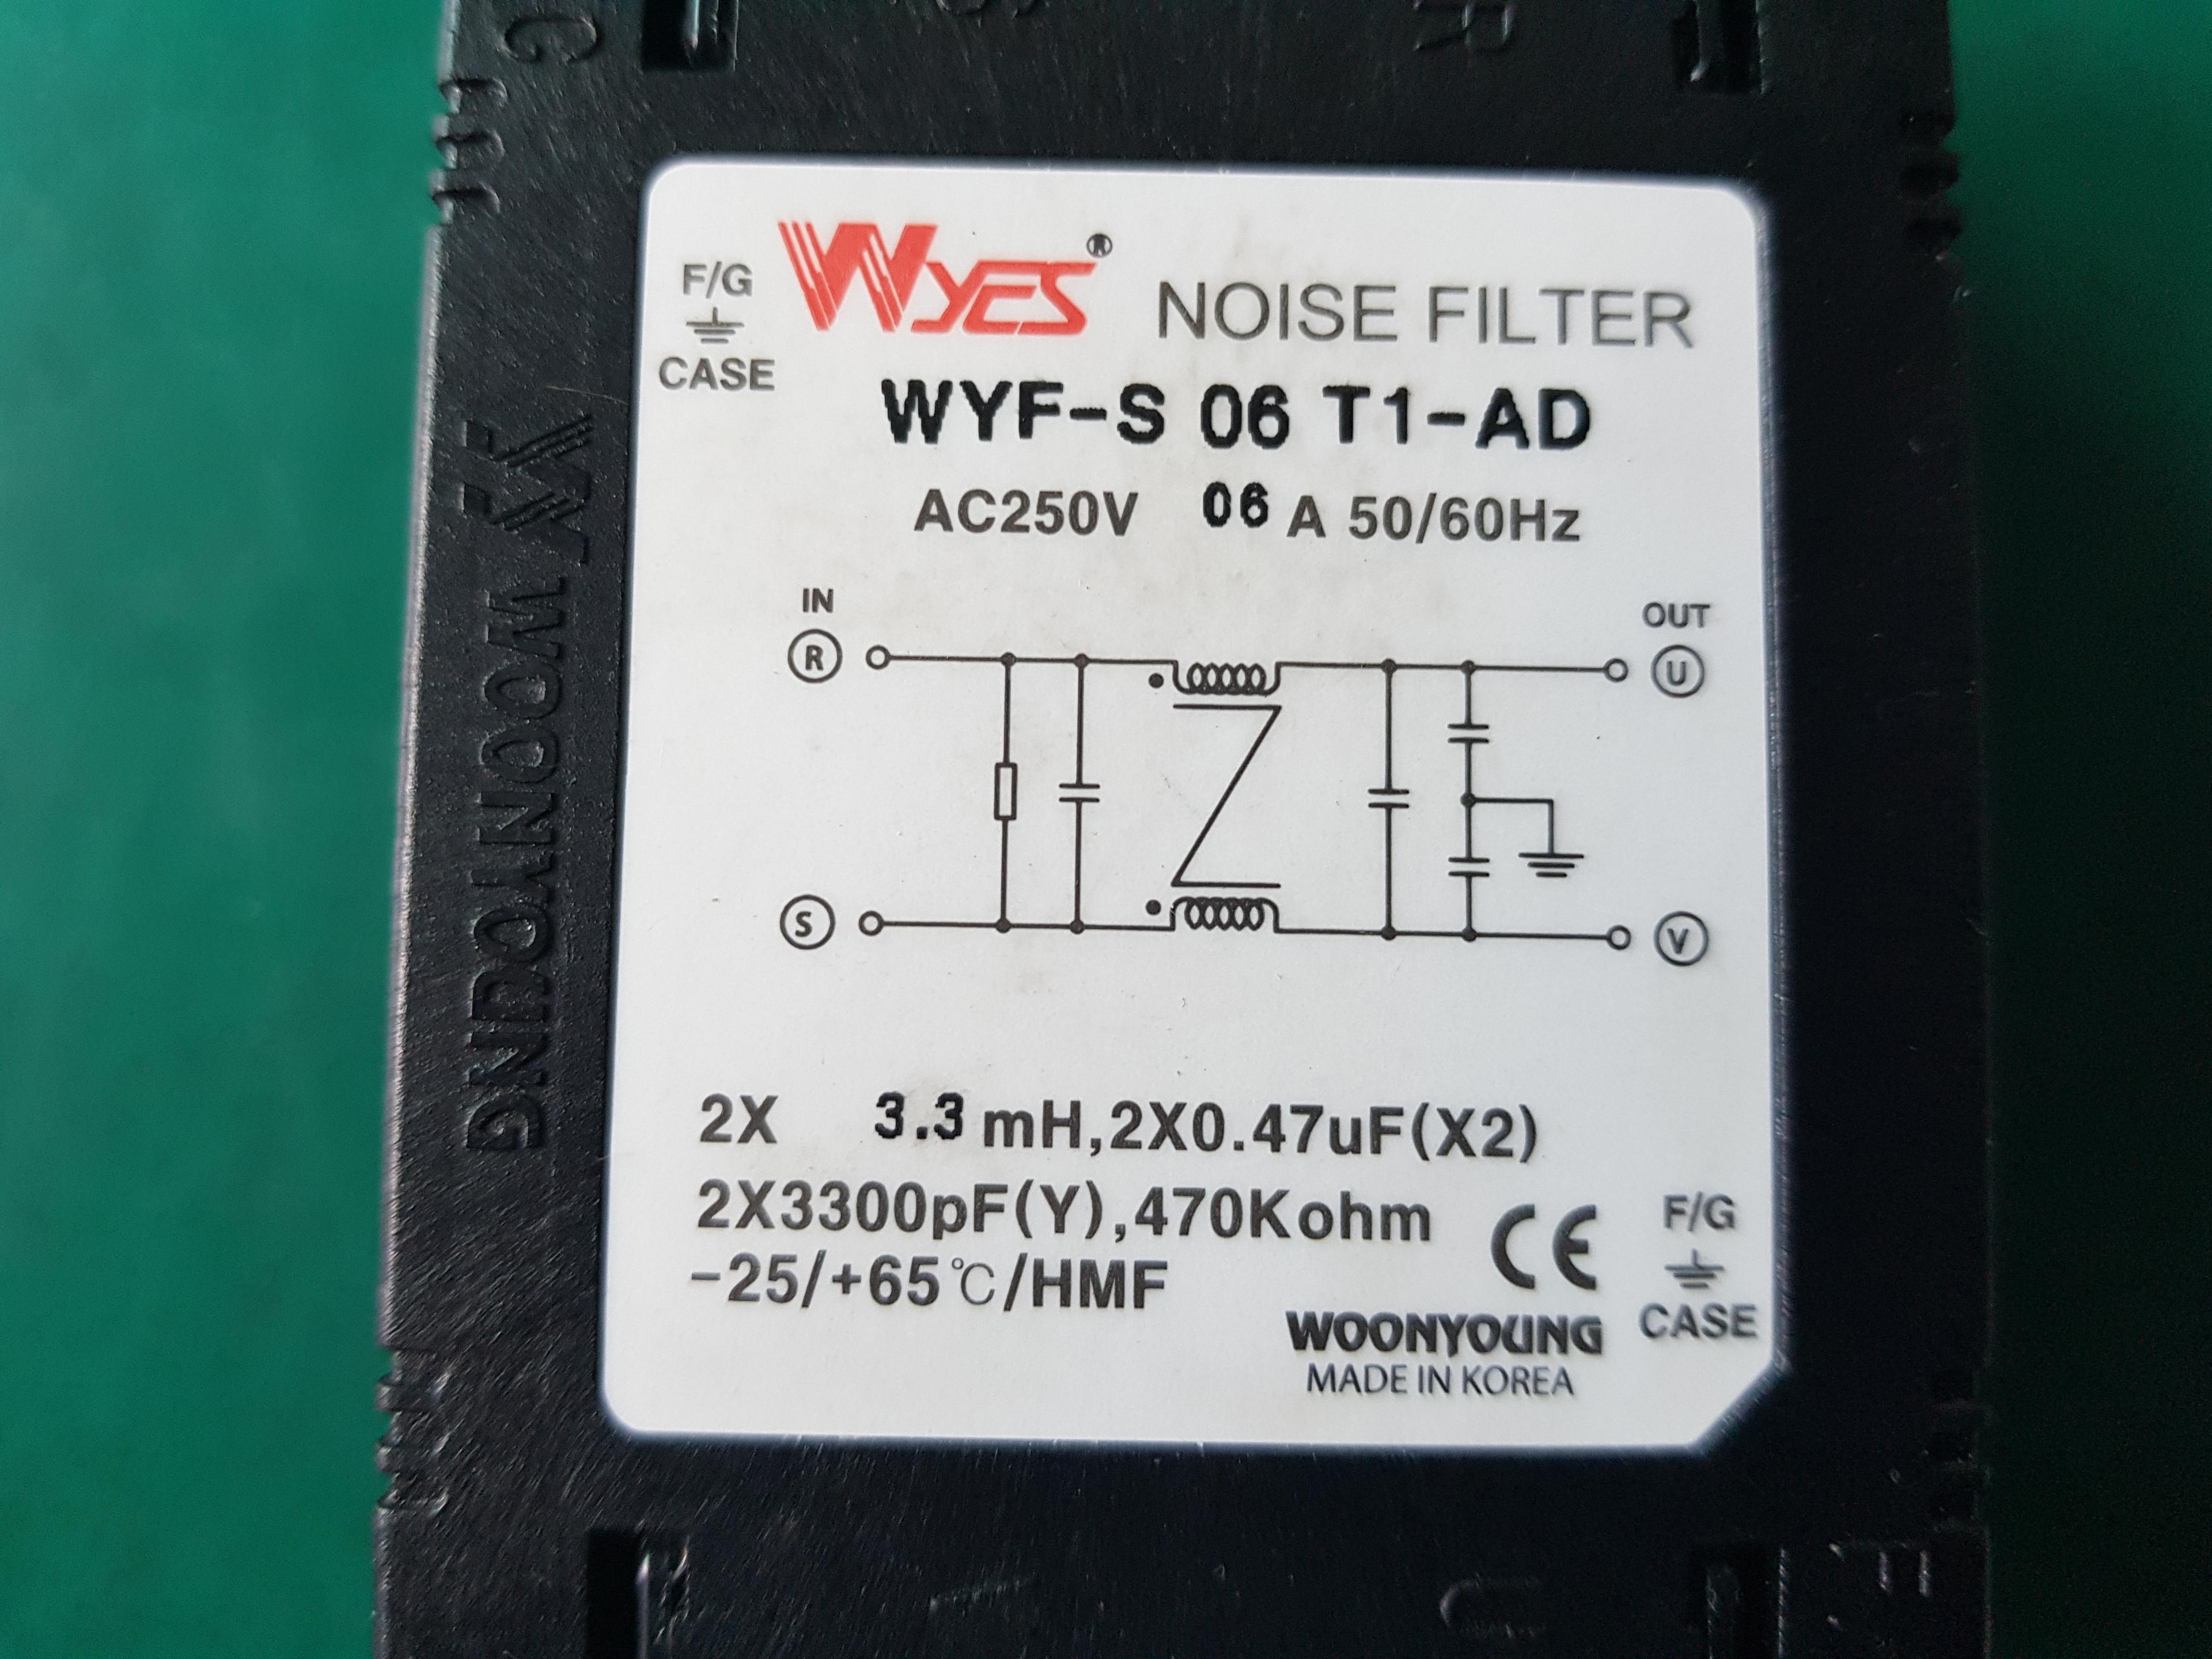 G
S
R
F/G
CASE
WYES®
NOISE FILTER
WYF-S 06 T1-AD
AC250V 06 A 50/60Hz
IN
OUT
R
U
S
V
2X 3.3 mH,2X0.47uF(X2)
2X3300pF(Y),470Kohm
-25/+65℃/HMF
CE
F/G
CASE
WOONYOUNG
MADE IN KOREA
WOONYOUNG